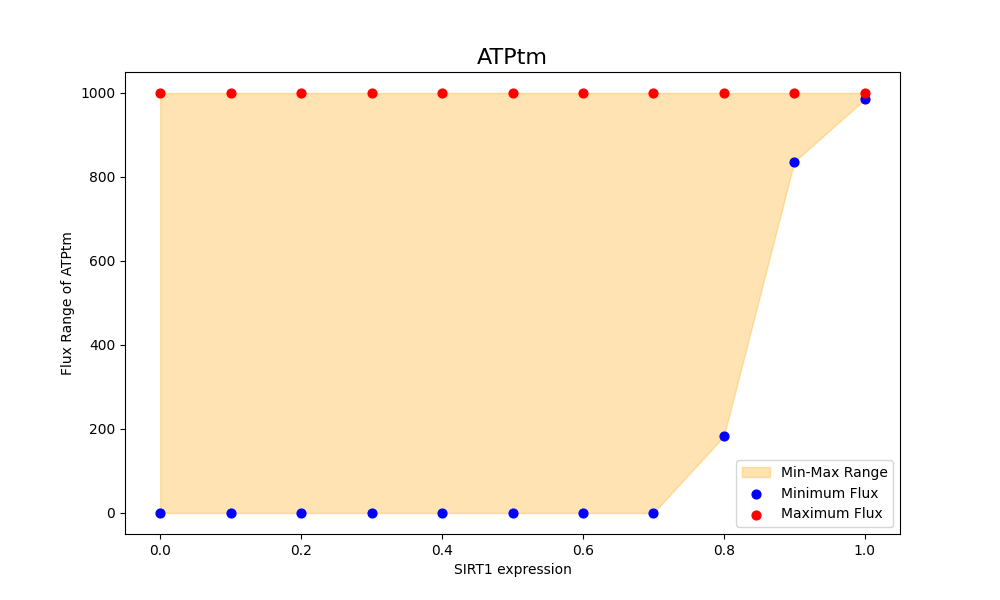 ATPtm
1000
800
600
400
200
0
Flux Range of ATPtm
Min-Max Range
Minimum Flux
Maximum Flux
0.0 0.2 0.4 0.6 0.8 1.0
SIRT1 expression